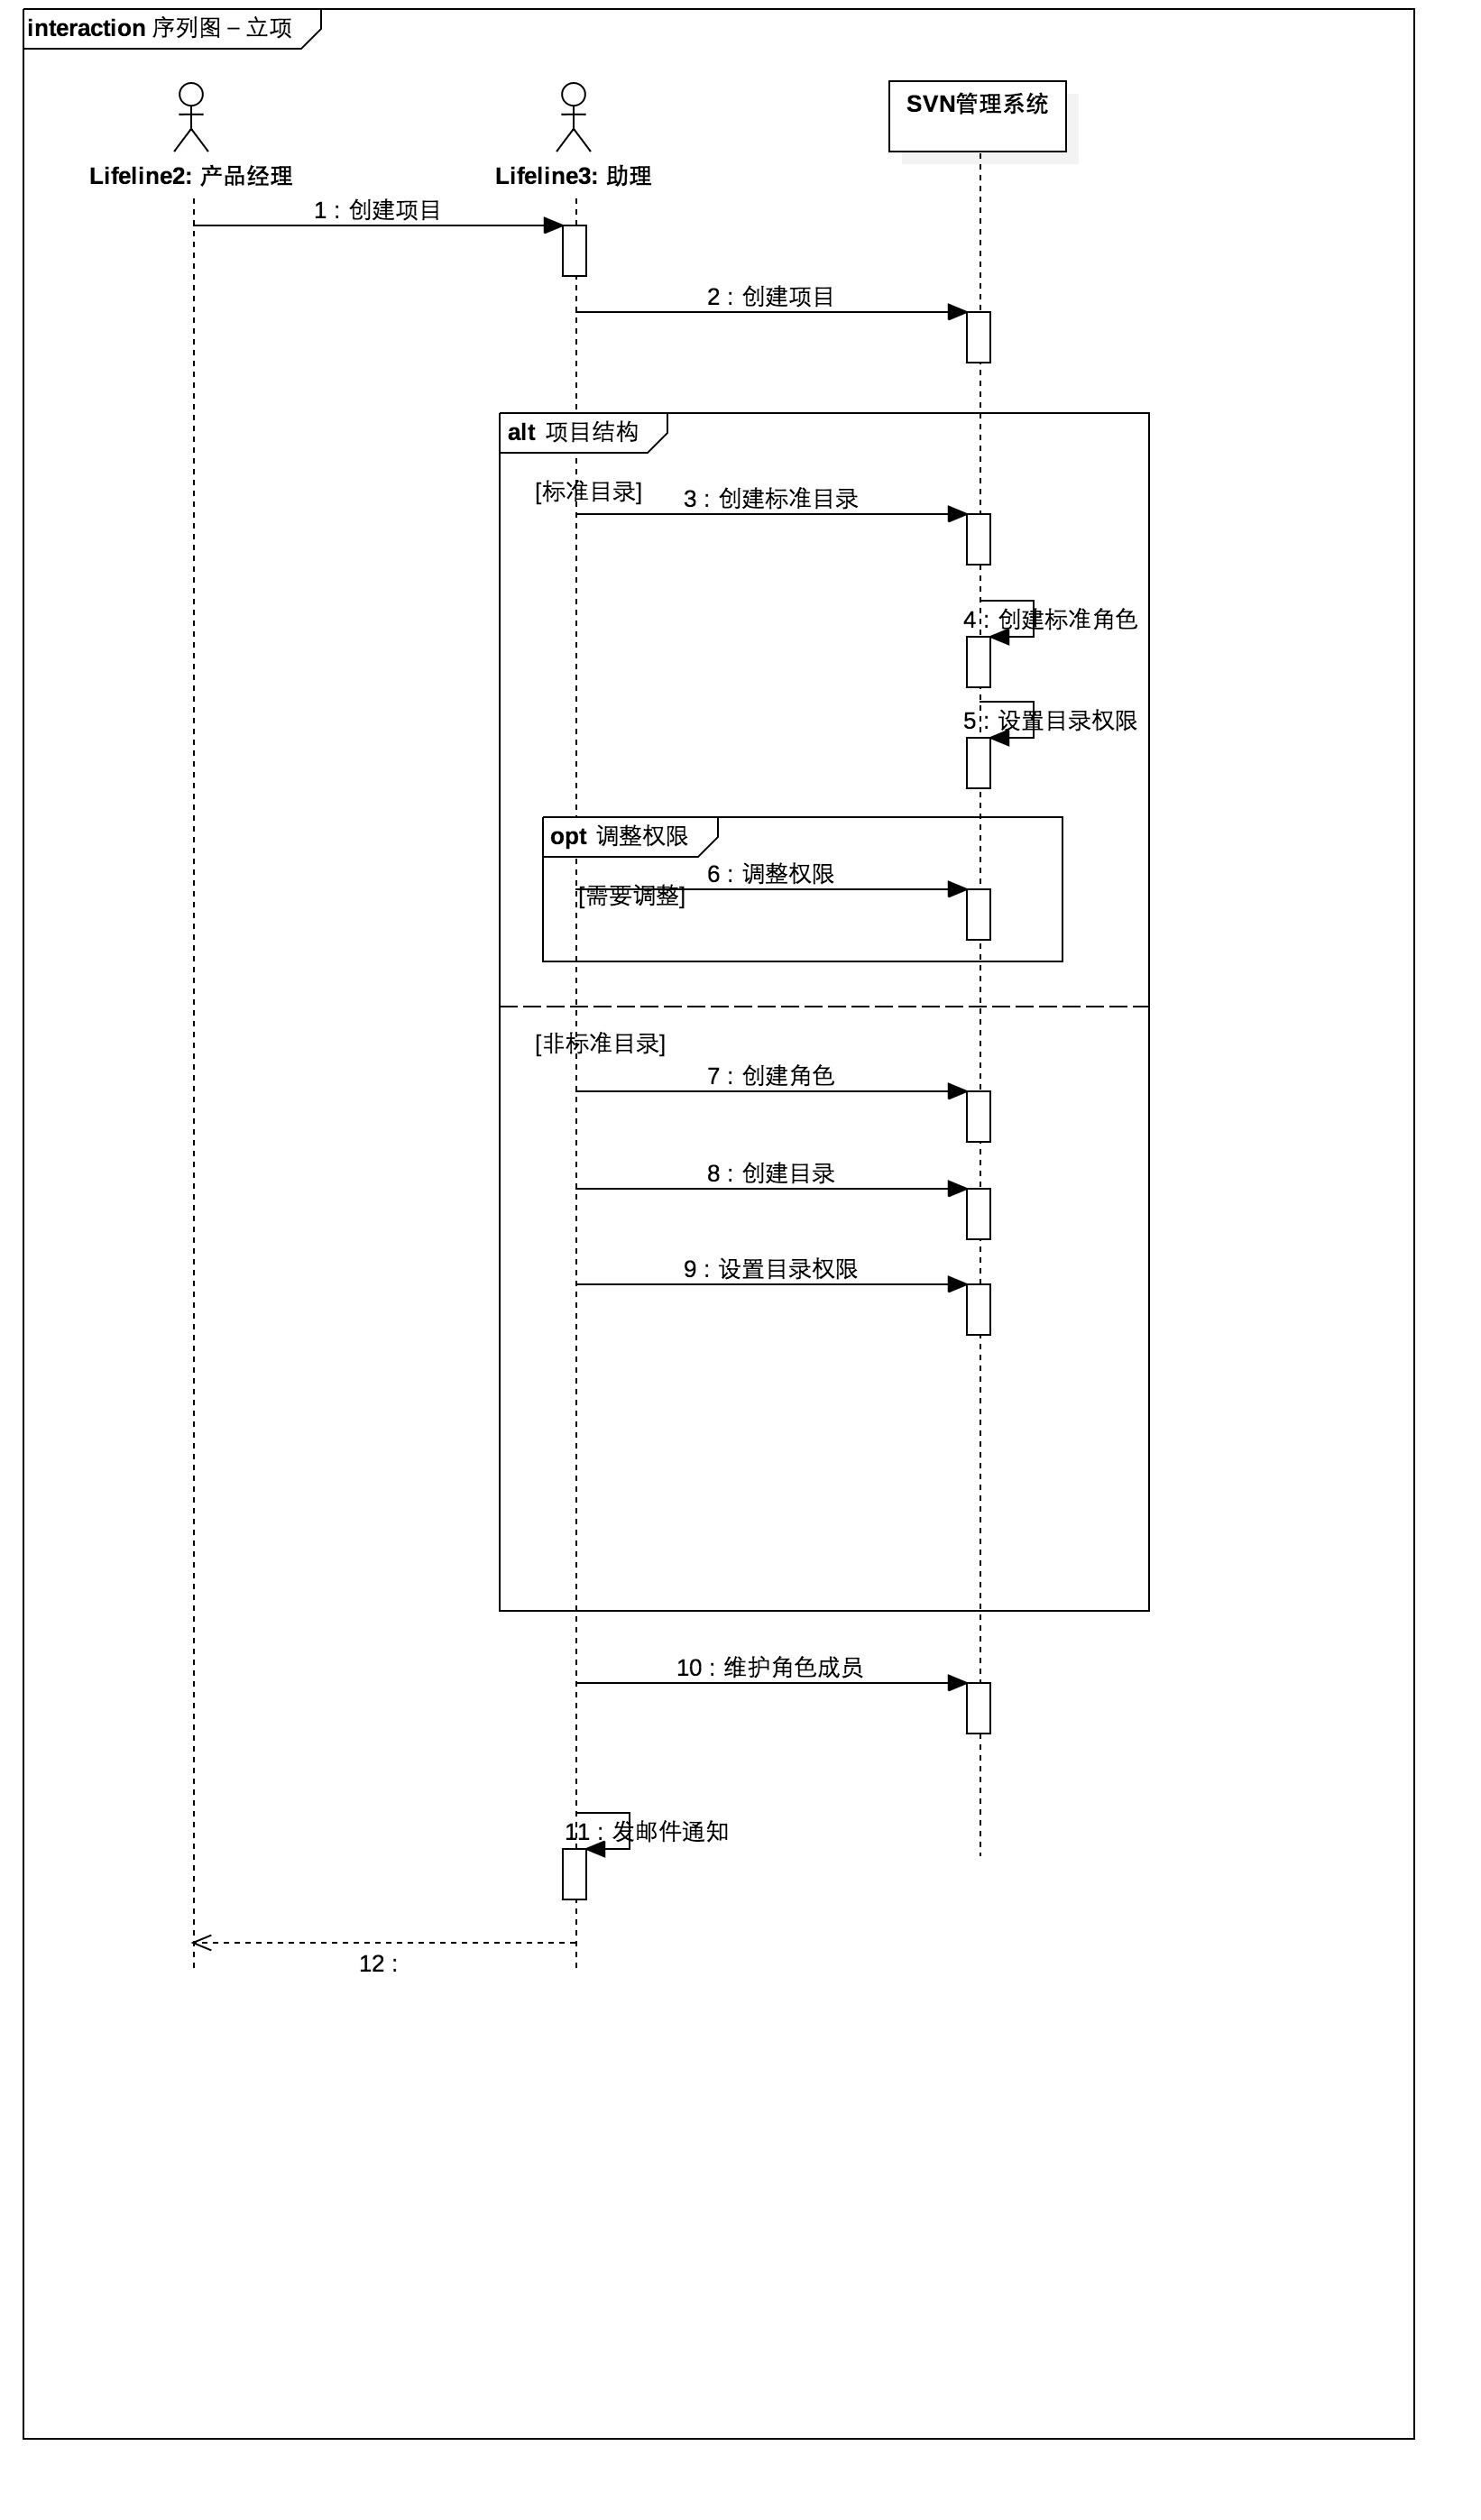 interaction 序列图 – 立项
SVN管理系统
Lifeline2: 产品经理
Lifeline3: 助理
1 : 创建项目
2 : 创建项目
alt 项目结构
[标准目录]
3 : 创建标准目录
4 : 创建标准角色
5 : 设置目录权限
opt 调整权限
6 : 调整权限
[需要调整]
[非标准目录]
7 : 创建角色
8 : 创建目录
9 : 设置目录权限
10 : 维护角色成员
11 : 发邮件通知
12 :